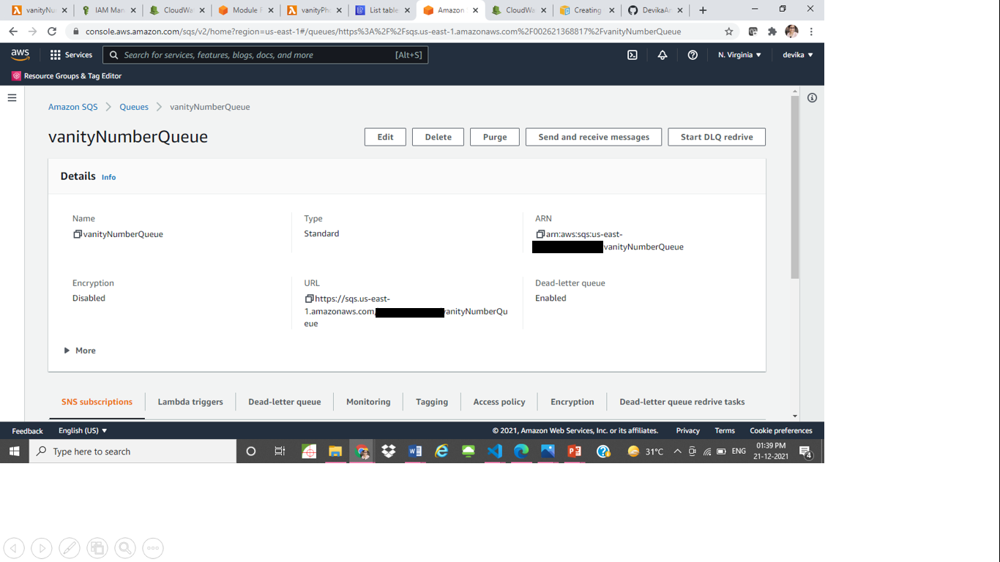 vanityNu
IAM Man
CloudWa
Module F
vanityPh
List table
Amazon
CloudWa
Creating
DevikaAr
console.aws.amazon.com/sqs/v2/home?region=us-east-1#/queues/https%3A%2F%2Fsqs.us-east-1.amazonaws.com%2F002621368817%2FvanityNumberQueue
aws Services Search for services, features, blogs, docs, and more [Alt+S] N. Virginia devika
Resource Groups & Tag Editor
Amazon SQS Queues vanityNumberQueue
vanityNumberQueue Edit Delete Purge Send and receive messages Start DLQ redrive
Details Info
Name
vanityNumberQueue
Type
Standard
ARN
arn:aws:sqs:us-east-
vanityNumberQueue
Encryption
Disabled
URL
https://sqs.us-east-
1.amazonaws.com/ vanityNumberQu
eue
Dead-letter queue
Enabled
More
SNS subscriptions Lambda triggers Dead-letter queue Monitoring Tagging Access policy Encryption Dead-letter queue redrive tasks
Feedback English (US) © 2021, Amazon Web Services, Inc. or its affiliates. Privacy Terms Cookie preferences
Type here to search 31°C ENG 01:39 PM
21-12-2021
4